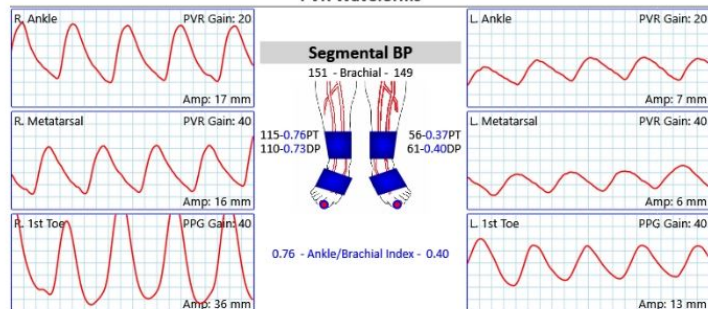 R. Ankle PVR Gain: 20
Amp: 17 mm
R. Metatarsal PVR Gain: 40
Amp: 16 mm
R. 1st Toe PPG Gain: 40
Amp: 36 mm
Segmental BP
151 - Brachial - 149
115-0.76PT 56-0.37PT
110-0.73DP 61-0.40DP
0.76 - Ankle/Brachial Index - 0.40
L. Ankle PVR Gain: 20
Amp: 7 mm
L. Metatarsal PVR Gain: 40
Amp: 6 mm
L. 1st Toe PPG Gain: 40
Amp: 13 mm